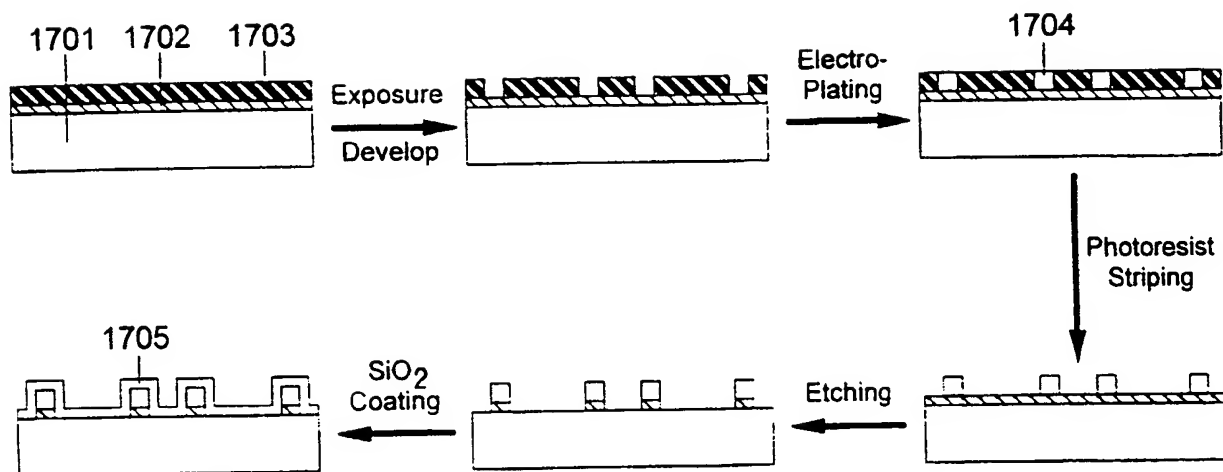 1701 1702 1703
Exposure
Develop
Electro-
Plating
1704
Photoresist
Striping
Etching
SiO2
Coating
1705